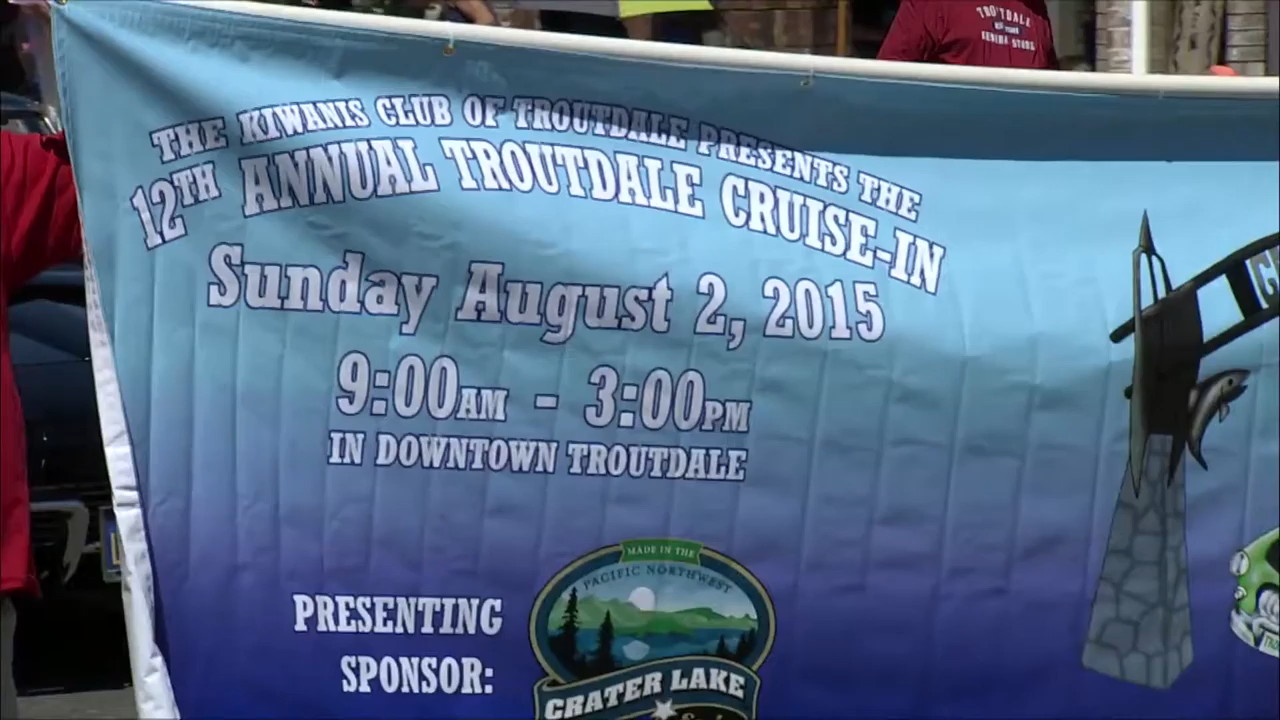 TROUTDALE
THE KIWANIS CLUB OF TROUTDALE PRESENTS THE
12TH ANNUAL TROUTDALE CRUISE-IN
Sunday August 2, 2015
9:00AM - 3:00PM
IN DOWNTOWN TROUTDALE
PRESENTING
SPONSOR:
MADE IN THE
PACIFIC NORTHWEST
CRATER LAKE